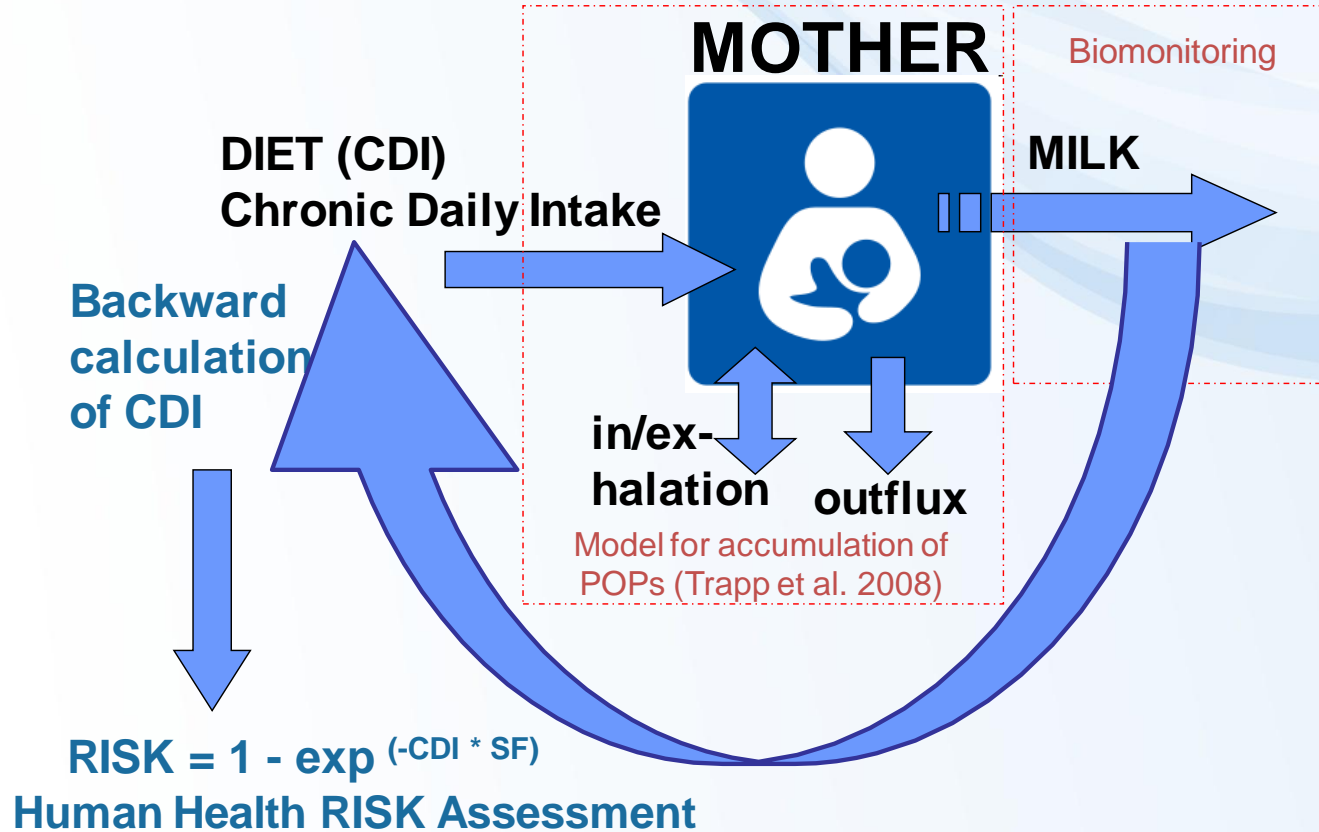 MOTHER
Biomonitoring
DIET (CDI)
Chronic Daily Intake
MILK
Backward
calculation
of CDI
in/ex-
halation
outflux
Model for accumulation of
POPs (Trapp et al. 2008)
RISK = 1 - exp (-CDI * SF)
Human Health RISK Assessment